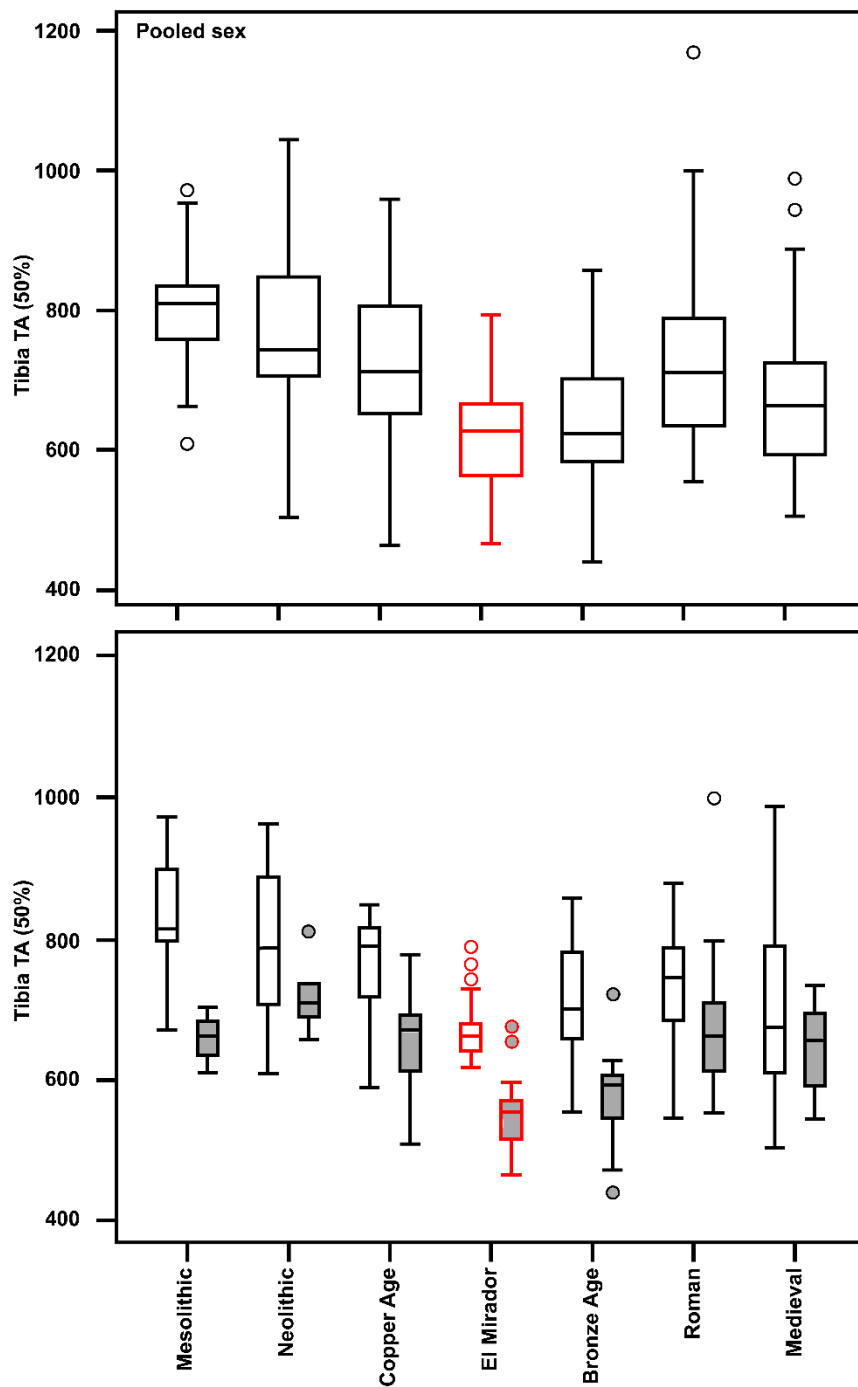 Pooled sex
1200
1000
800
600
400
Tibia TA (50%)
1200
1000
800
600
400
Tibia TA (50%)
Mesolithic
Neolithic
Copper Age
El Mirador
Bronze Age
Roman
Medieval